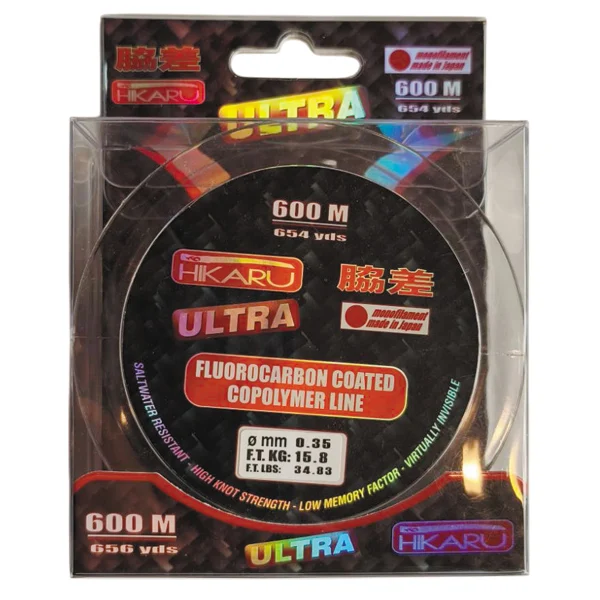 脇差
HIKARU
ULTRA
monofilament
made in Japan
600 M
654 yds
600 M
654 yds
HIKARU
脇差
ULTRA
monofilament
made in Japan
FLUOROCARBON COATED
COPOLYMER LINE
ø mm 0.35
F.T. KG: 15.8
F.T. LBS: 34.83
SALTWATER RESISTANT - HIGH KNOT STRENGTH - LOW MEMORY FACTOR - VIRTUALLY INVISIBLE
600 M
656 yds
ULTRA
HIKARU